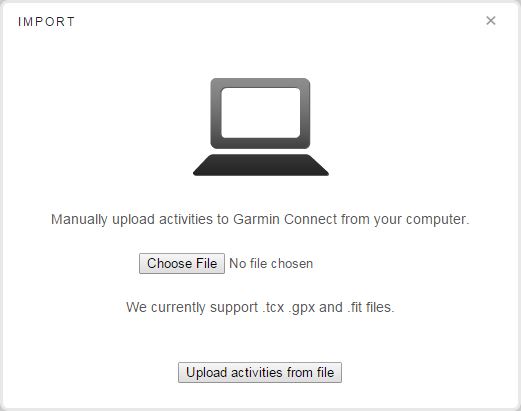 IMPORT ×
Manually upload activities to Garmin Connect from your computer.
Choose File No file chosen
We currently support .tcx .gpx and .fit files.
Upload activities from file